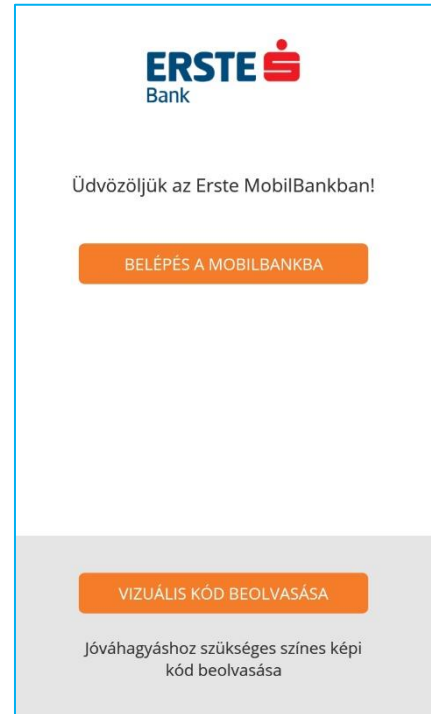 ERSTE
Bank
Üdvözöljük az Erste MobilBankban!
BELÉPÉS A MOBILBANKBA
VIZUÁLIS KÓD BEOLVASÁSA
Jóváhagyáshoz szükséges színes képi
kód beolvasása